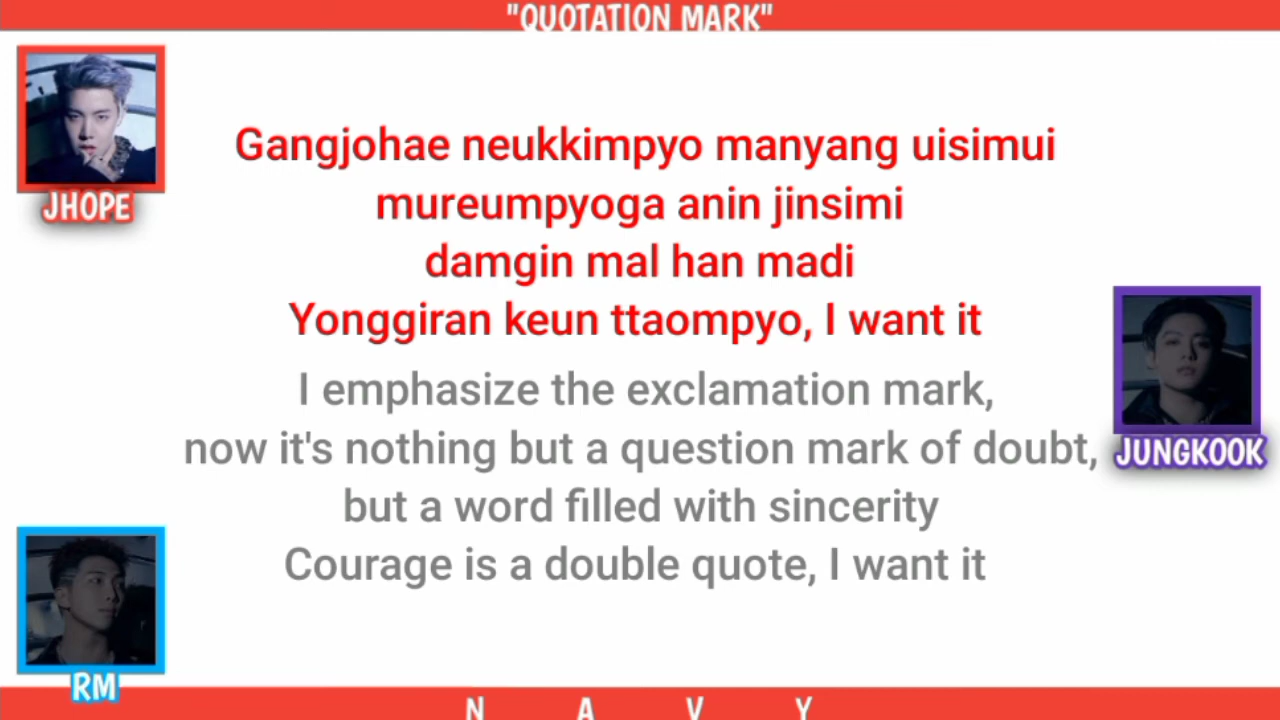 "QUOTATION MARK"
JHOPE
Gangjohae neukkimpyo manyang uisimui
mureumpyoga anin jinsimi
damgin mal han madi
Yonggiran keun ttaompyo, I want it
I emphasize the exclamation mark,
now it's nothing but a question mark of doubt,
but a word filled with sincerity
Courage is a double quote, I want it
JUNGKOOK
RM
N A V Y